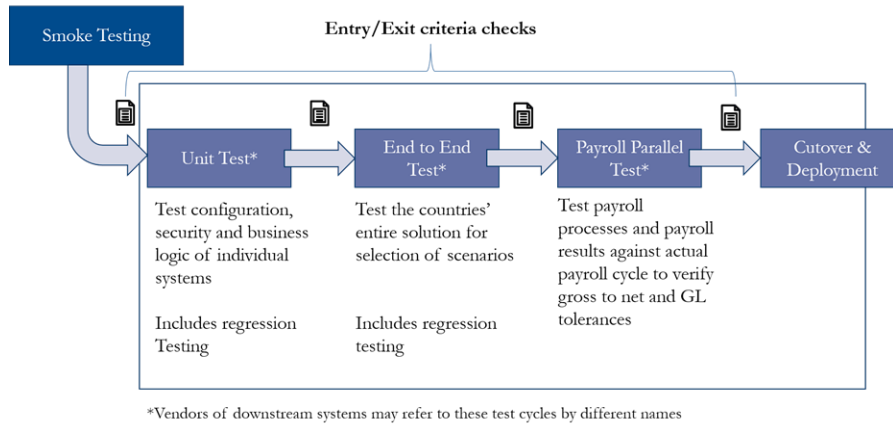 Smoke Testing
Entry/Exit criteria checks
Unit Test*
End to End
Test*
Payroll Parallel
Test*
Cutover &
Deployment
Test configuration,
security and business
logic of individual
systems
Includes regression
Testing
Test the countries'
entire solution for
selection of scenarios
Includes regression
testing
Test payroll
processes and payroll
results against actual
payroll cycle to verify
gross to net and GL
tolerances
*Vendors of downstream systems may refer to these test cycles by different names